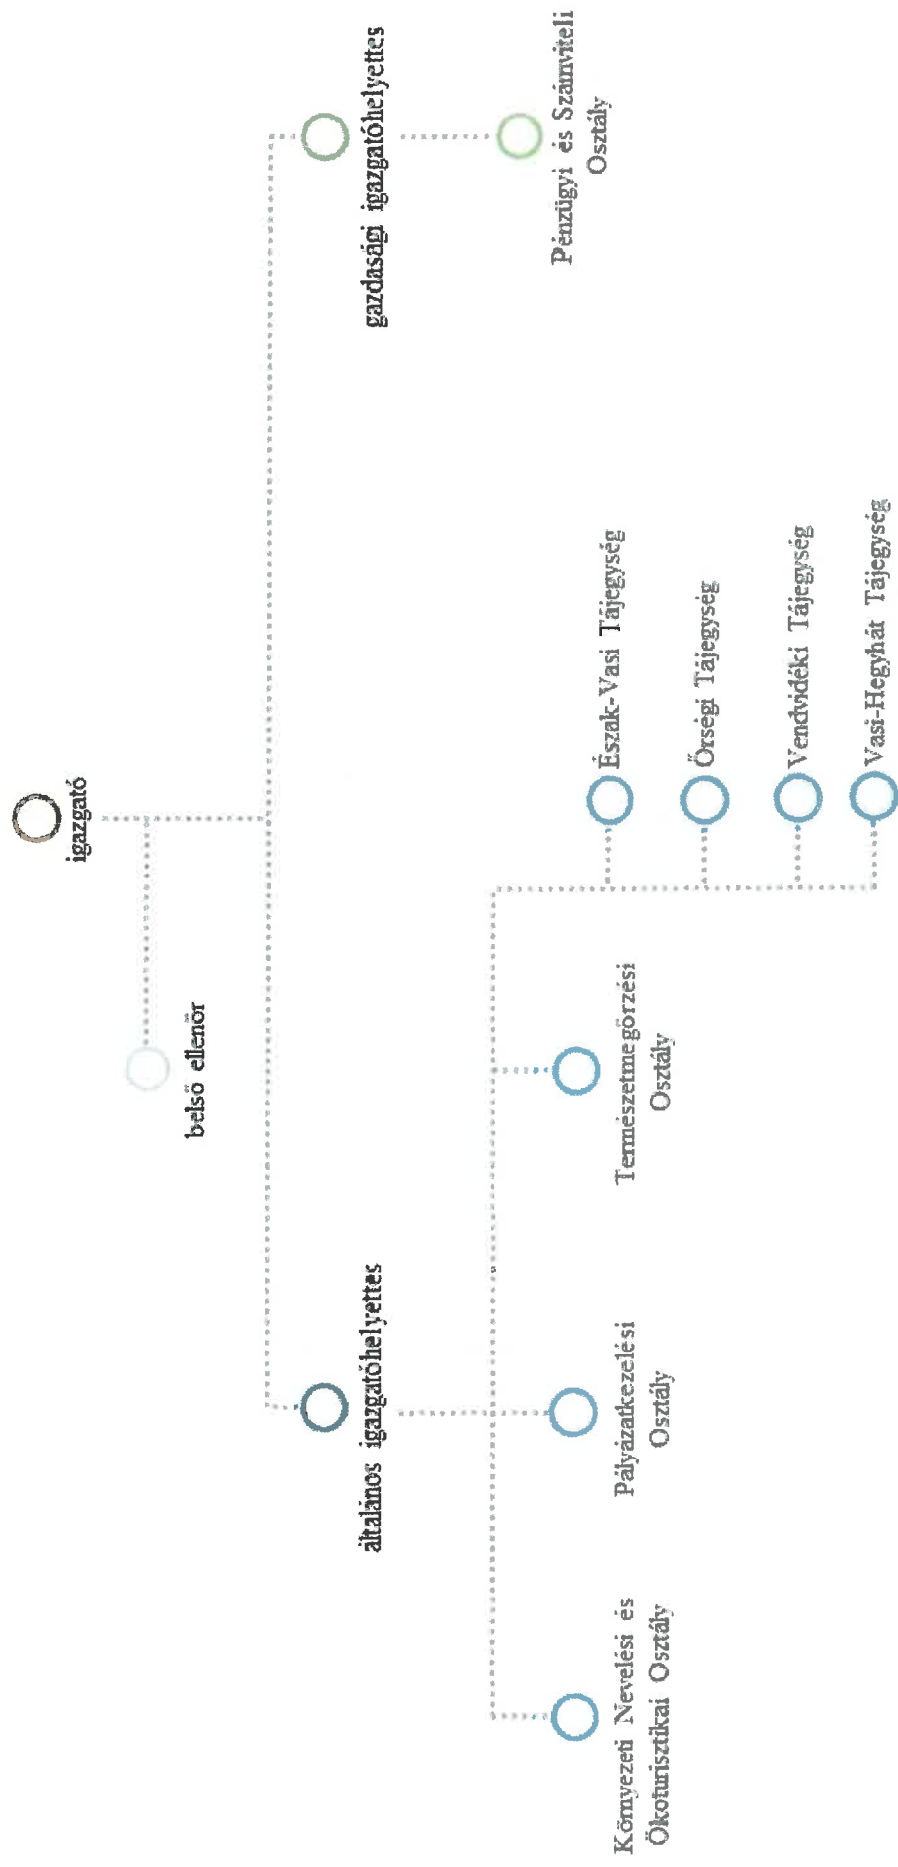 igazgató
belső ellenőr
általános igazgatóhelyettes
gazdasági igazgatóhelyettes
Környezeti Nevelési és
Ökoturisztikai Osztály
Pályázatkezelési
Osztály
Természetmegőrzési
Osztály
Észak-Vasi Tájegység
Őrségi Tájegység
Vendvidéki Tájegység
Vasi-Hegyhát Tájegység
Pénzügyi és Számviteli
Osztály